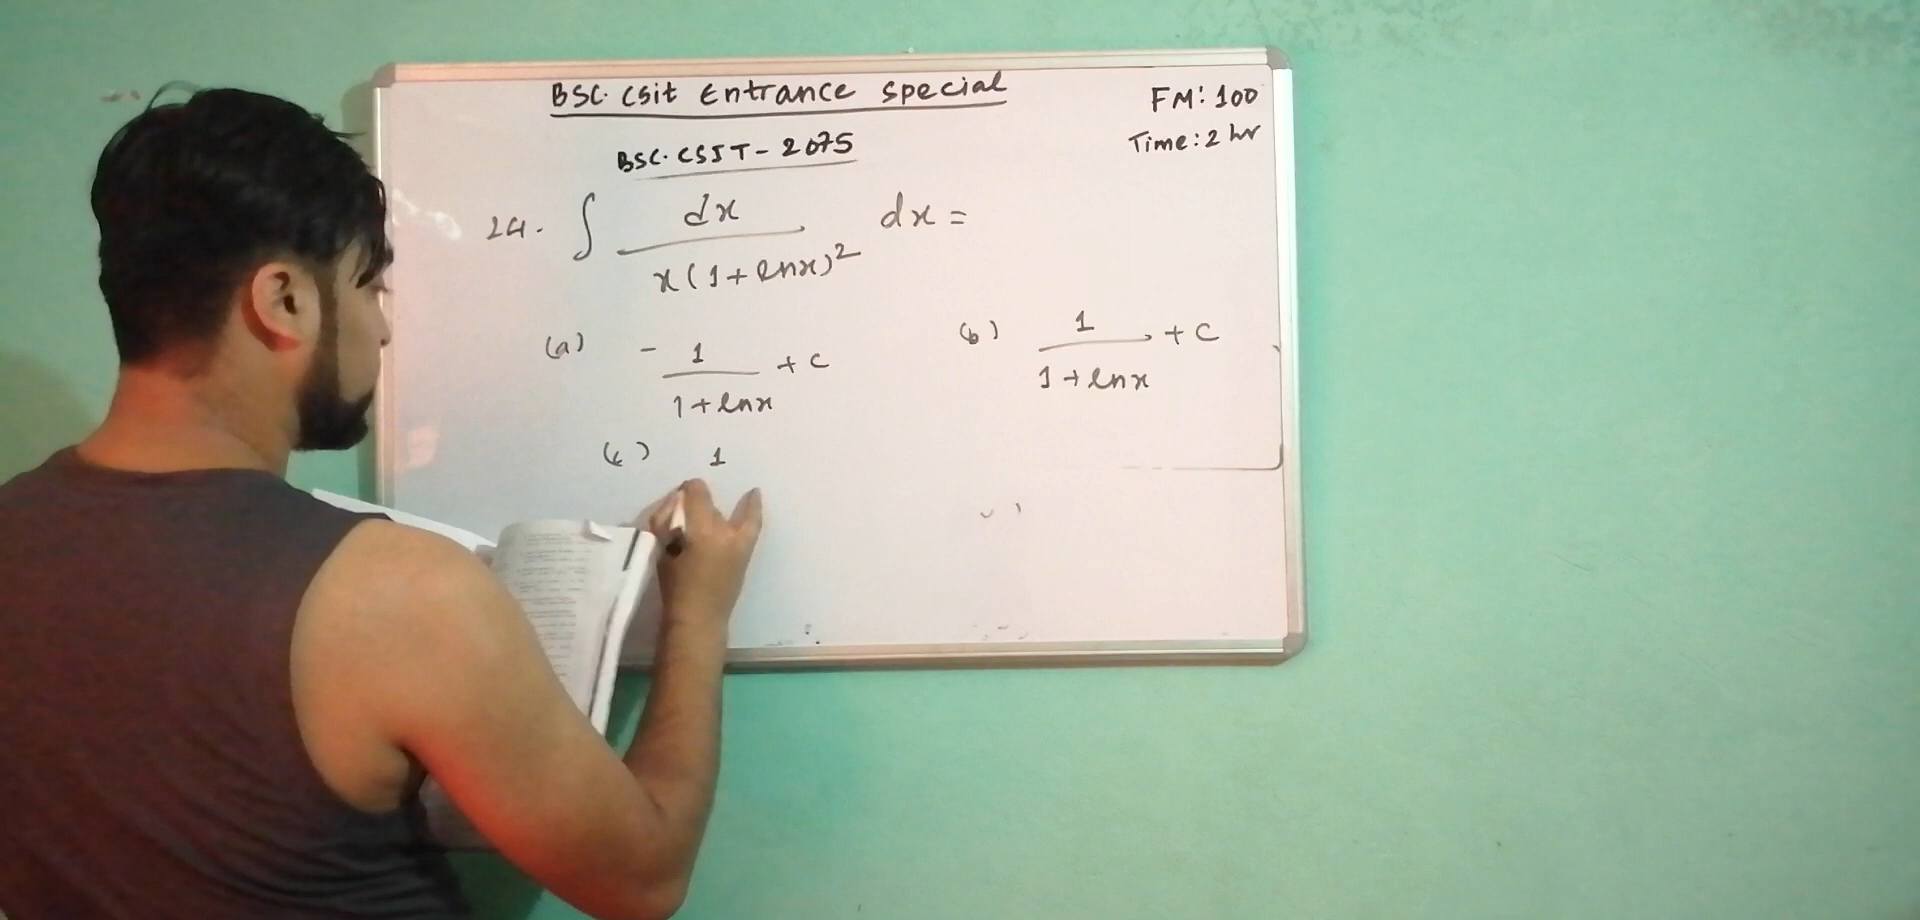 BSC. Csit Entrance Special
FM: 100
Time: 2 hr
BSC. CSIT - 2075
24. ∫ dx / x(1+lnx)² dx =
(a) - 1 / 1+lnx + c
(b) 1 / 1+lnx + c
(c) 1